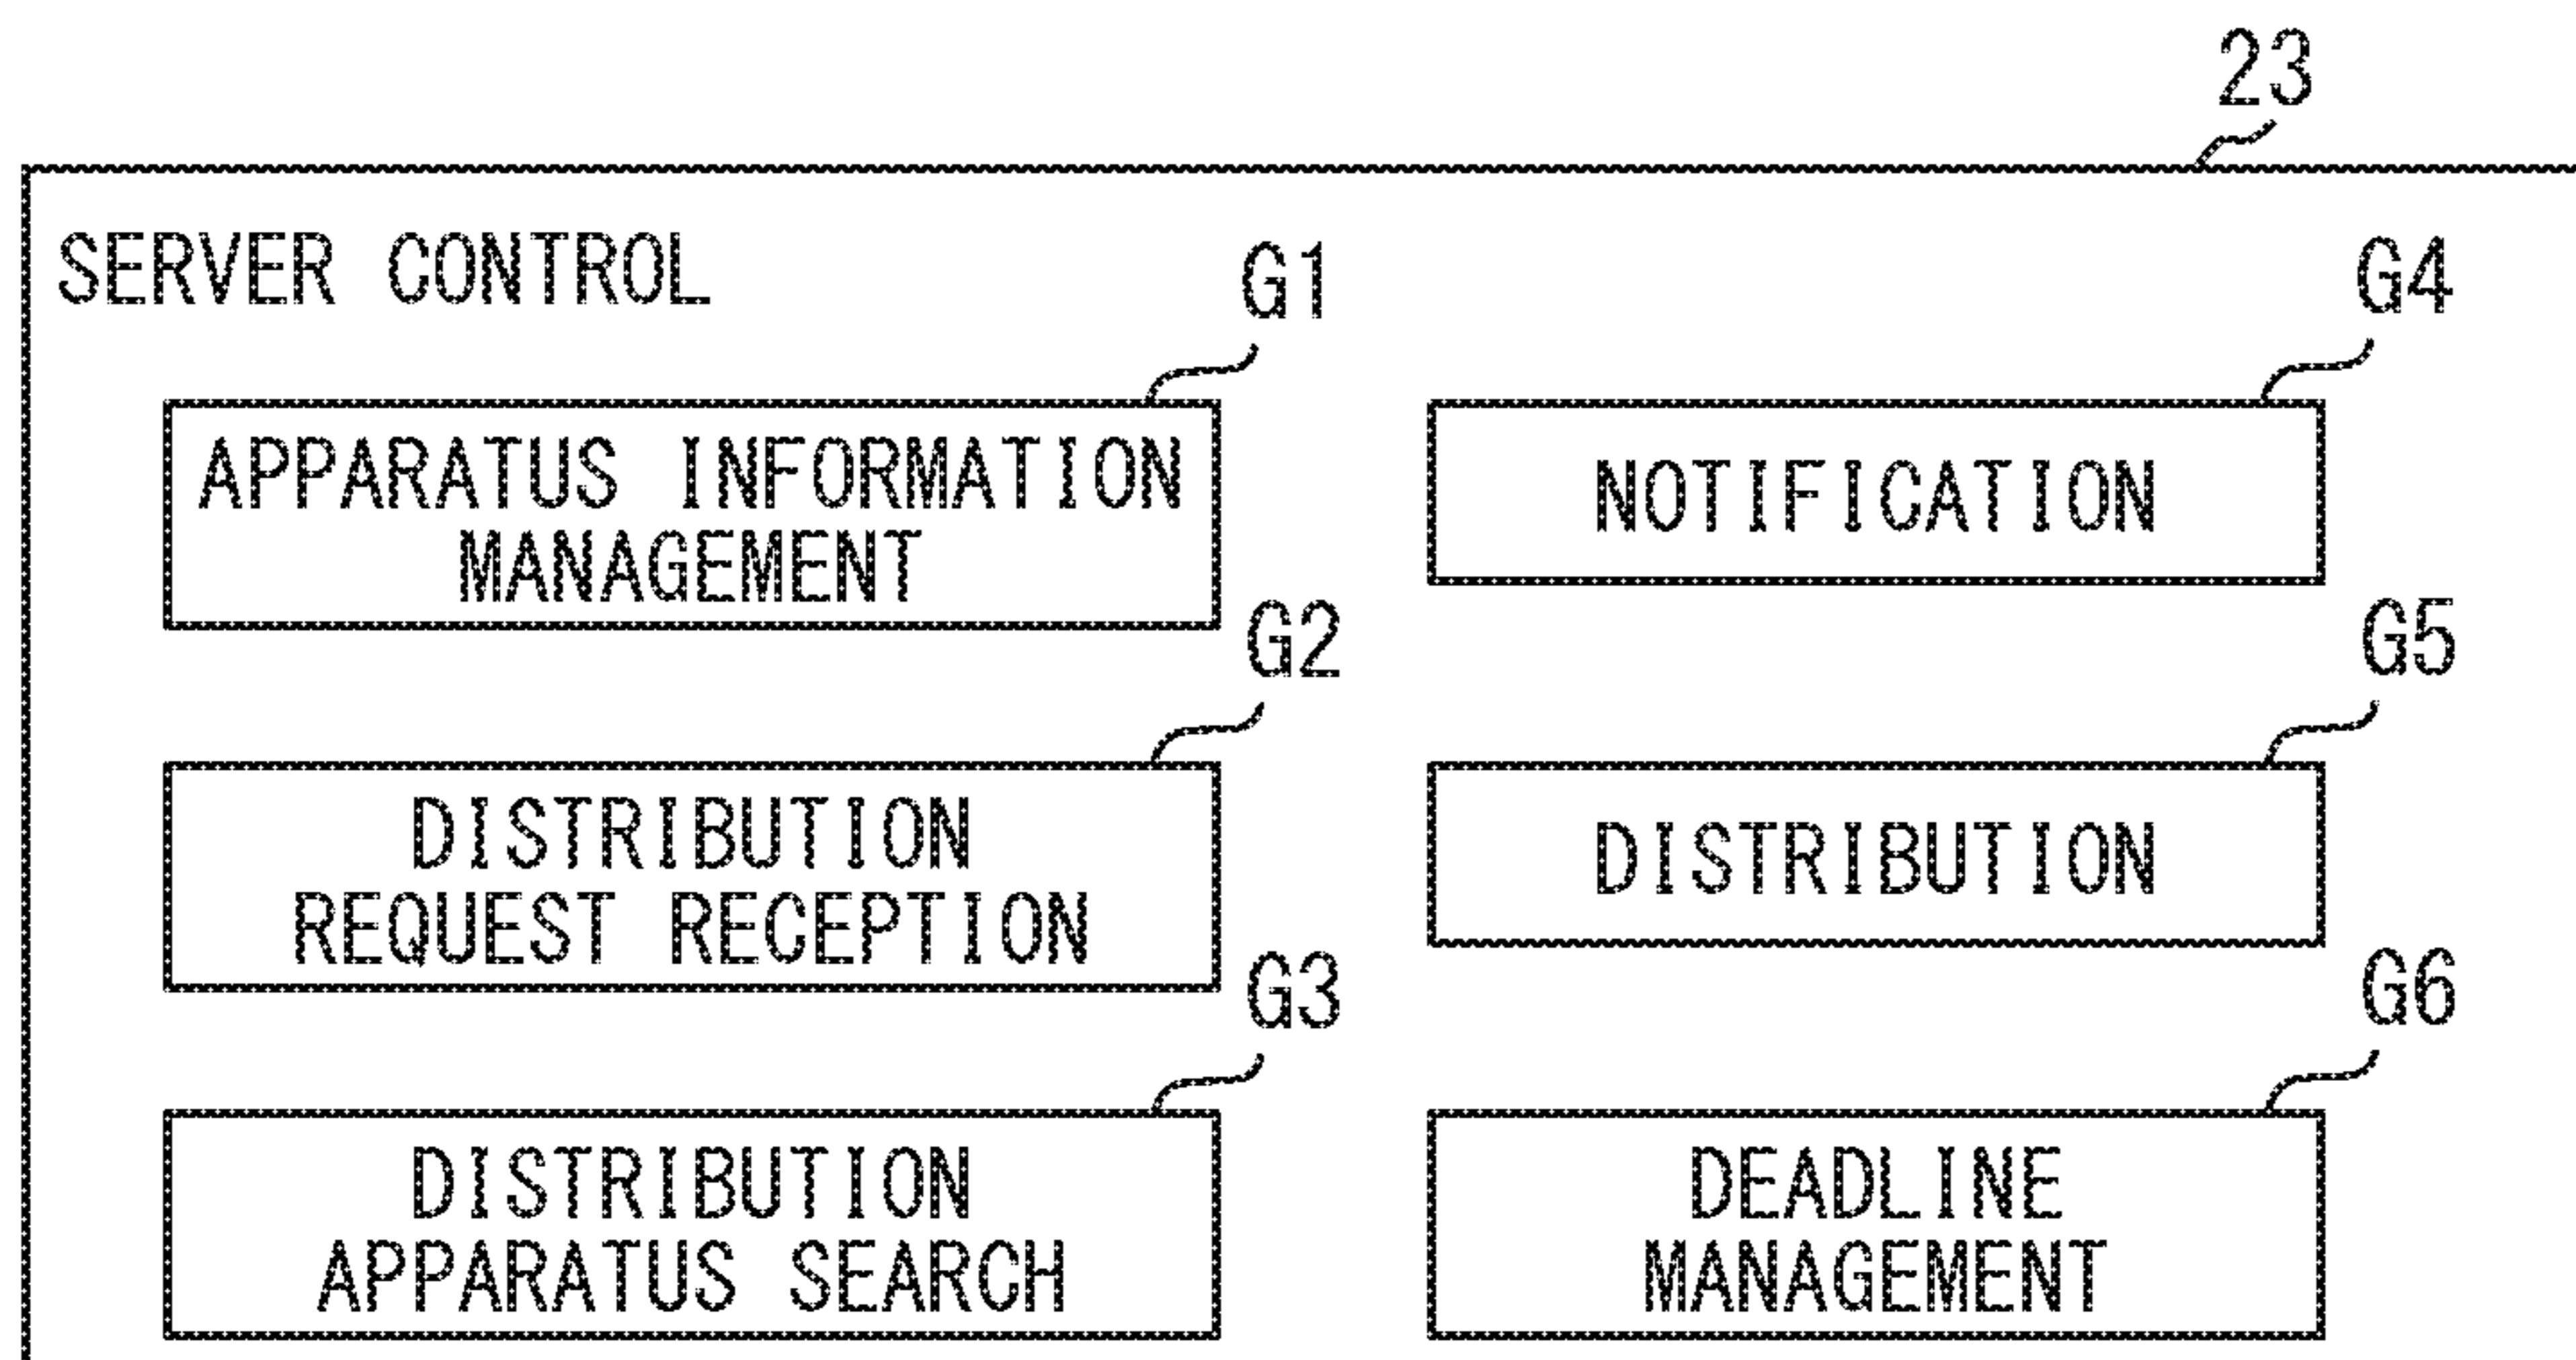 23
SERVER CONTROL
G1
APPARATUS INFORMATION
MANAGEMENT
G2
DISTRIBUTION
REQUEST RECEPTION
G3
DISTRIBUTION
APPARATUS SEARCH
G4
NOTIFICATION
G5
DISTRIBUTION
G6
DEADLINE
MANAGEMENT